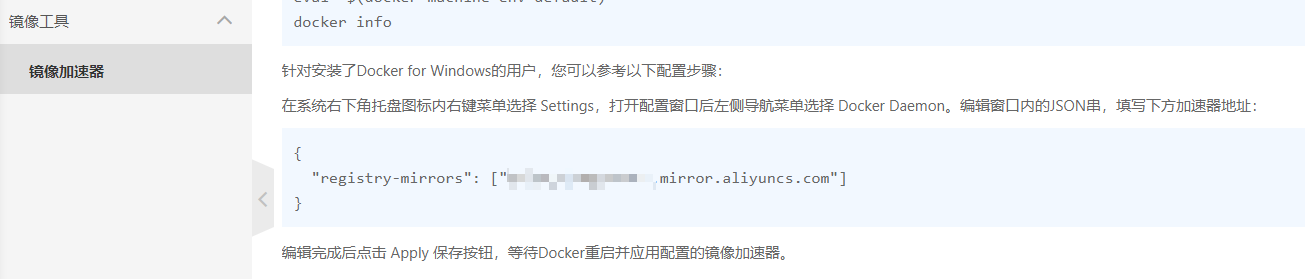 镜像工具
镜像加速器
docker info
针对安装了Docker for Windows的用户，您可以参考以下配置步骤：
在系统右下角托盘图标内右键菜单选择 Settings，打开配置窗口后左侧导航菜单选择 Docker Daemon。编辑窗口内的JSON串，填写下方加速器地址：
{
"registry-mirrors": [" .mirror.aliyuncs.com"]
}
编辑完成后点击 Apply 保存按钮，等待Docker重启并应用配置的镜像加速器。